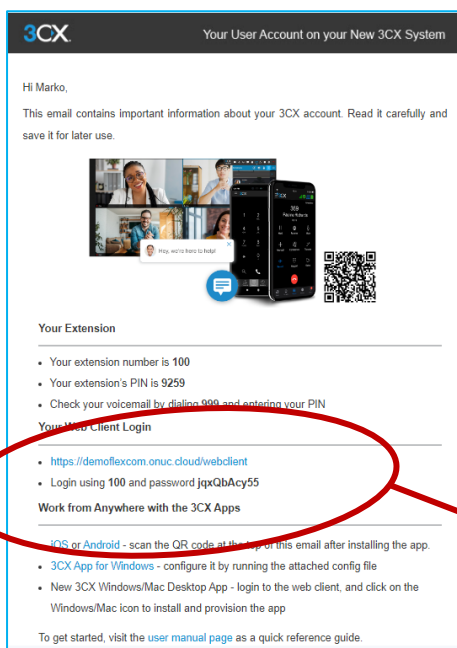 3CX
Your User Account on your New 3CX System
Hi Marko,
This email contains important information about your 3CX account. Read it carefully and
save it for later use.
Hey, we're here to help!
Your Extension
Your extension number is 100
Your extension's PIN is 9259
Check your voicemail by dialing 999 and entering your PIN
Your Web Client Login
https://demoflexcom.onuc.cloud/webclient
Login using 100 and password jqxQbAcy55
Work from Anywhere with the 3CX Apps
iOS or Android - scan the QR code at the top of this email after installing the app.
3CX App for Windows - configure it by running the attached config file
New 3CX Windows/Mac Desktop App - login to the web client, and click on the
Windows/Mac icon to install and provision the app
To get started, visit the user manual page as a quick reference guide.